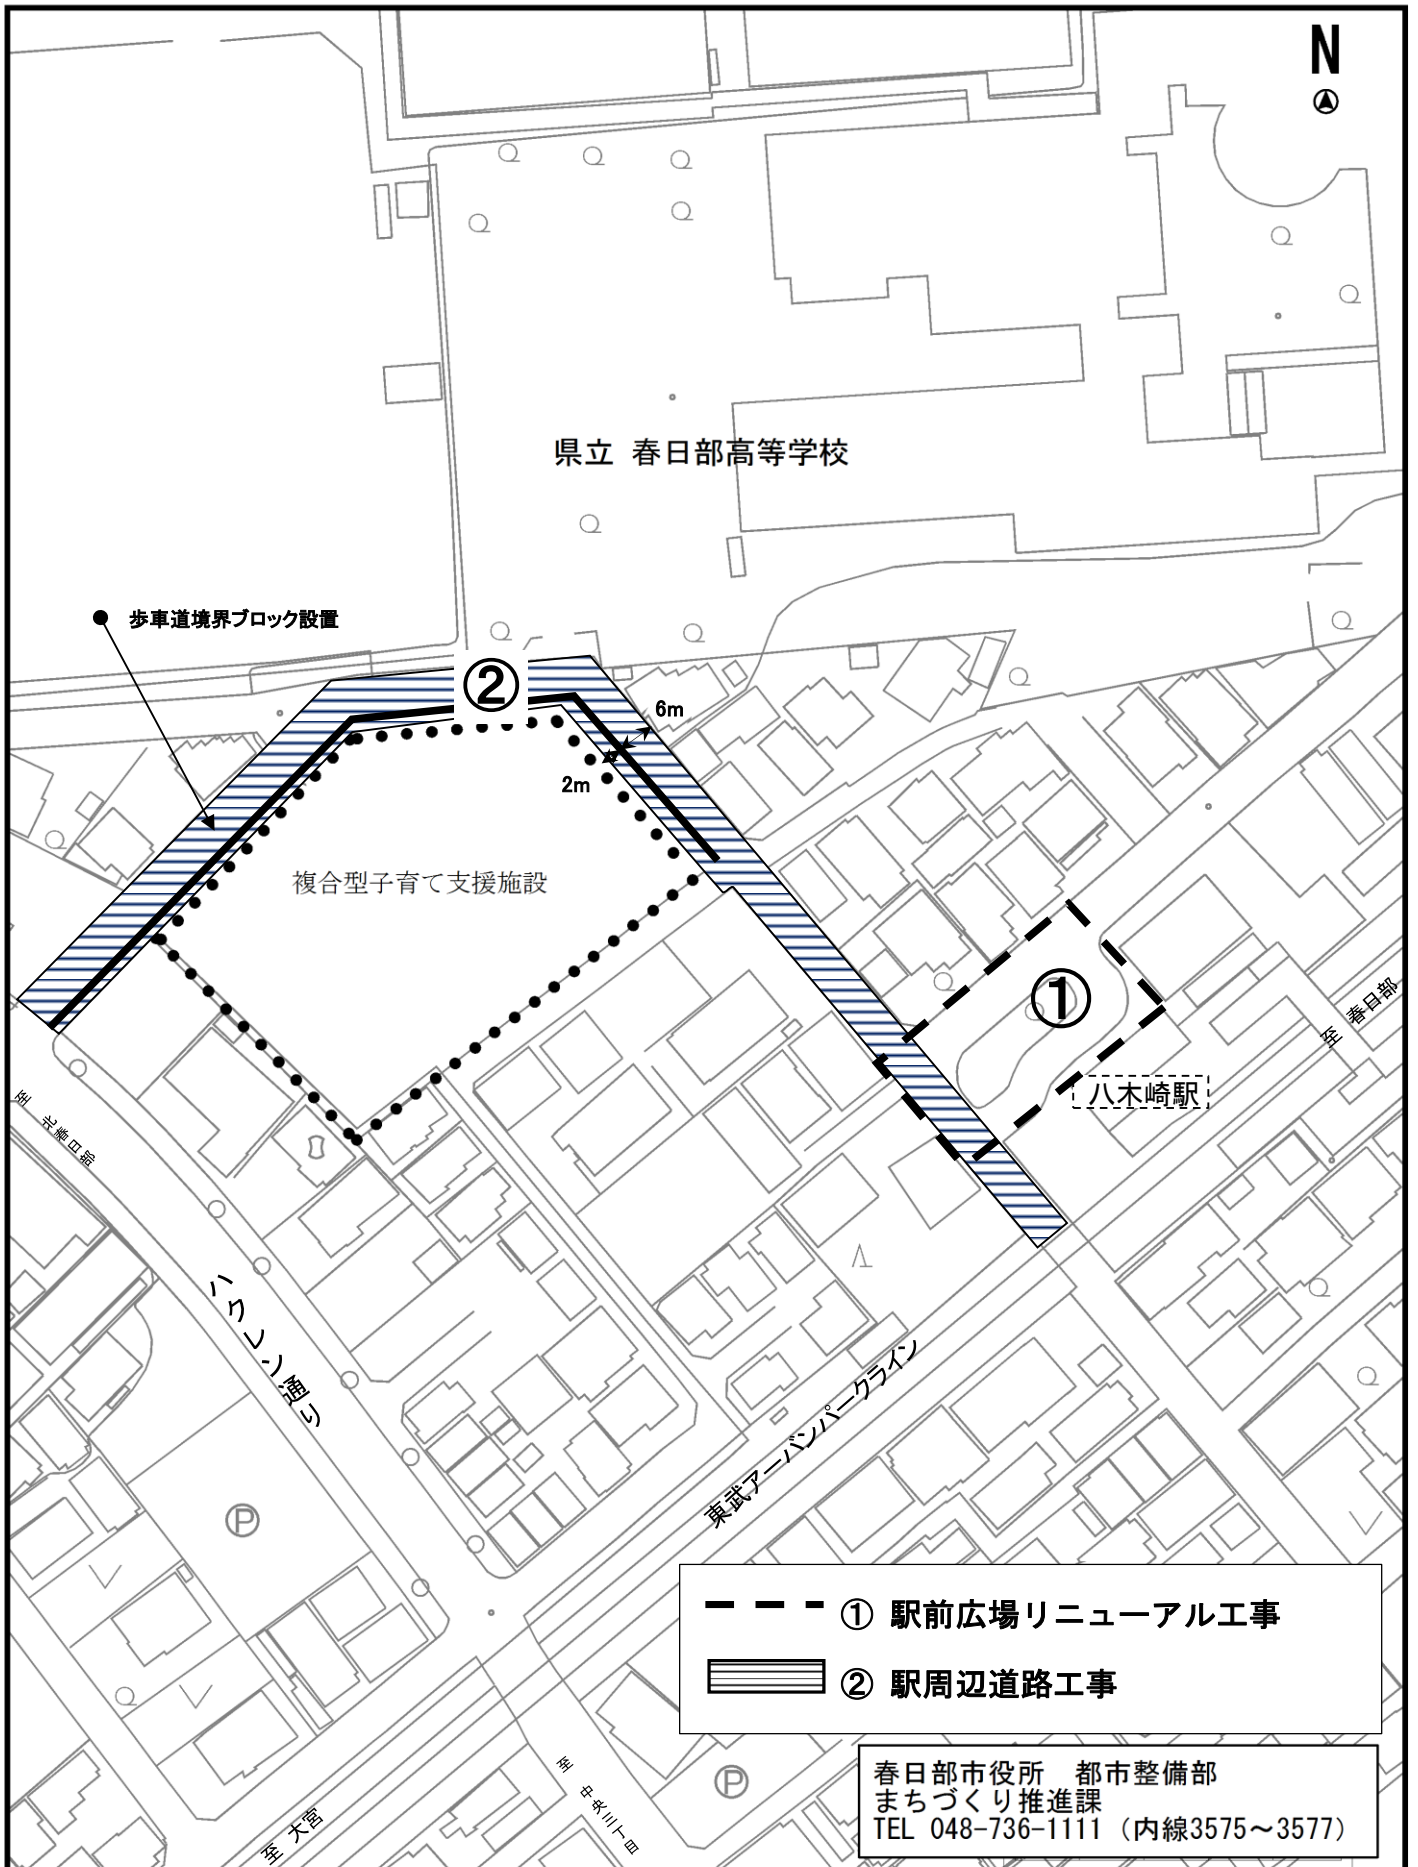 N
県立 春日部高等学校
歩車道境界ブロック設置
②
6m
2m
複合型子育て支援施設
①
至 春日部
八木崎駅
至 北春日部
ハクレン通り
東武アーバンパークライン
P
① 駅前広場リニューアル工事
② 駅周辺道路工事
至 中央三丁目
P
至 大宮
春日部市役所 都市整備部
まちづくり推進課
TEL 048-736-1111（内線3575～3577）